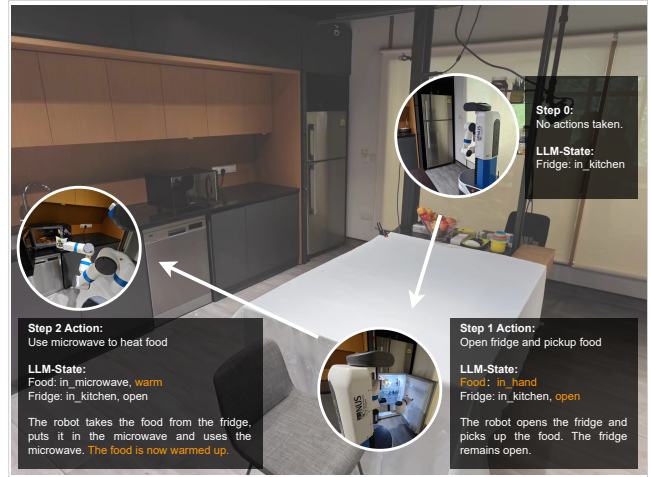 Step 0:
No actions taken.
LLM-State:
Fridge: in_kitchen
Step 1 Action:
Open fridge and pickup food
LLM-State:
Food: in_hand
Fridge: in_kitchen, open
The robot opens the fridge and
picks up the food. The fridge
remains open.
Step 2 Action:
Use microwave to heat food
LLM-State:
Food: in_microwave, warm
Fridge: in_kitchen, open
The robot takes the food from the fridge,
puts it in the microwave and uses the
microwave. The food is now warmed up.